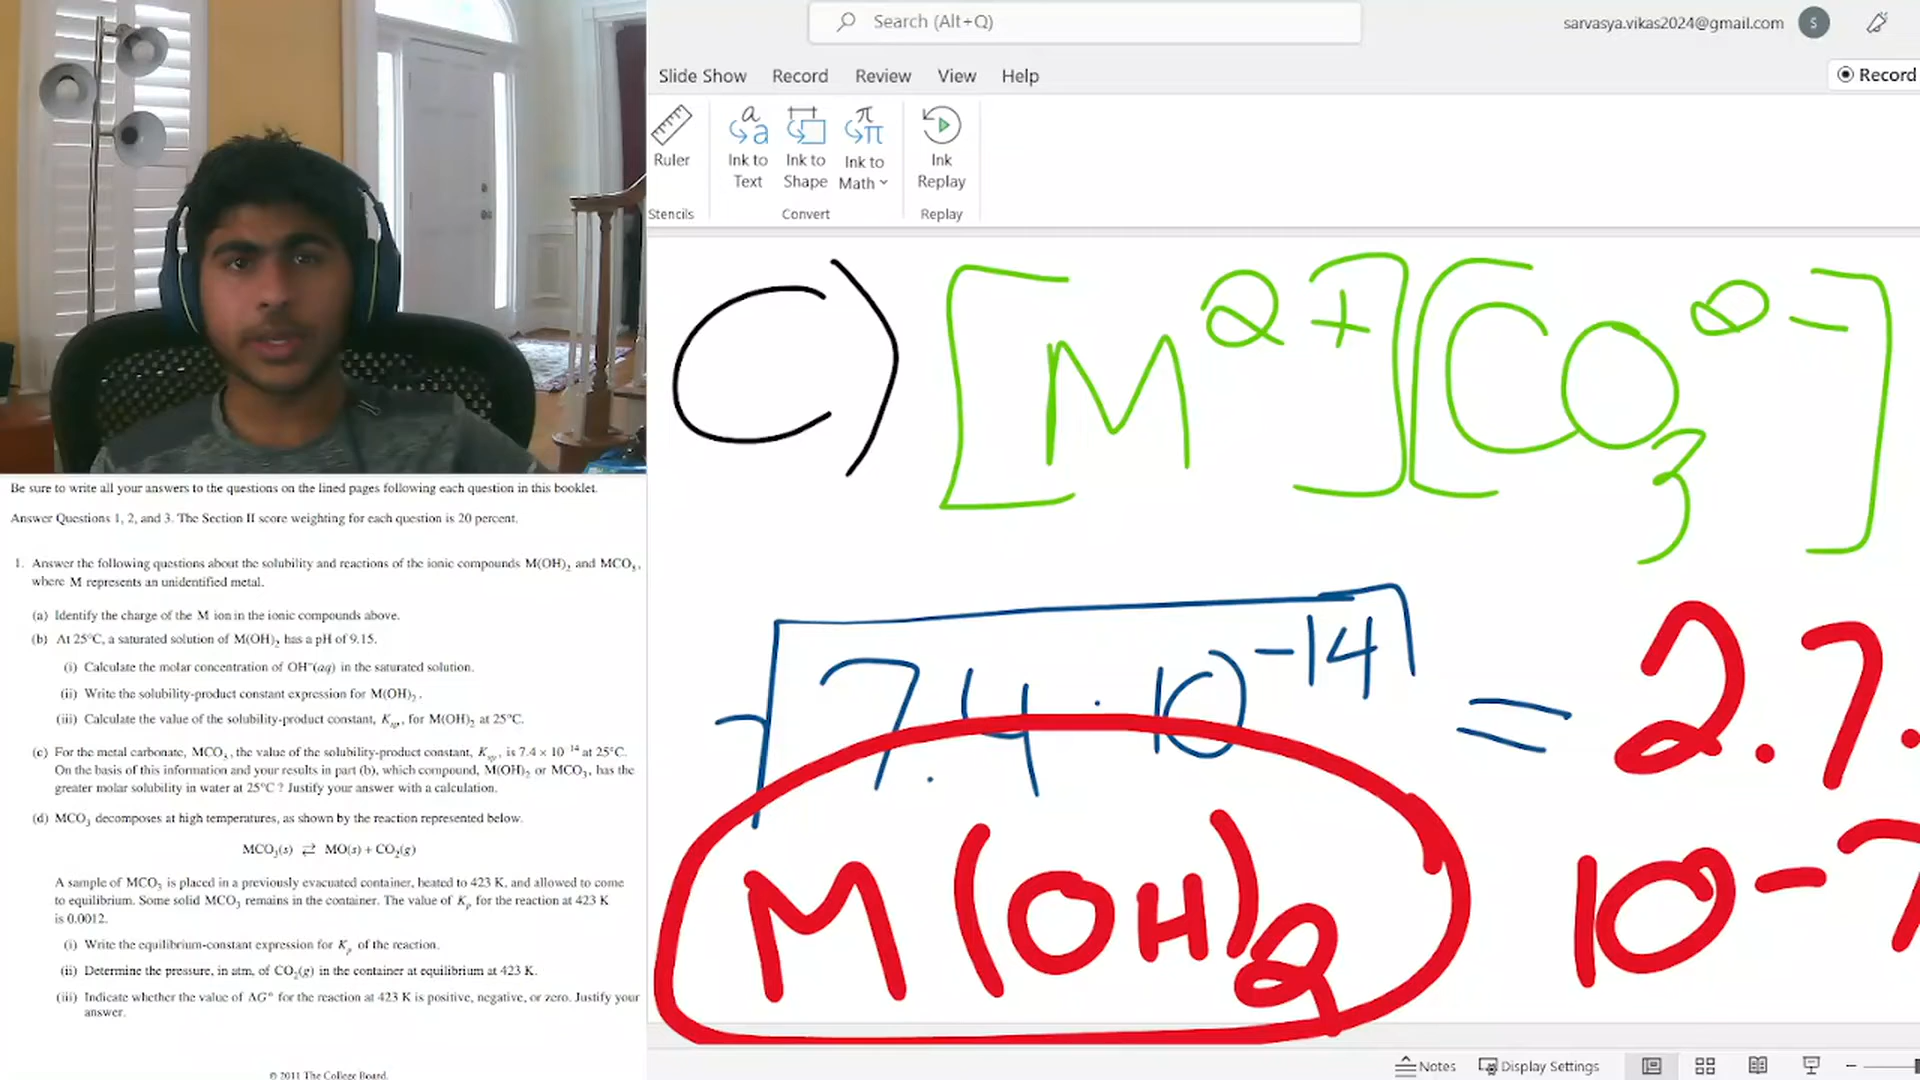 Search (Alt+Q)
sarvasya.vikas2024@gmail.com
S
Slide Show Record Review View Help
Record
Ruler
Ink to Text
Ink to Shape
Ink to Math
Ink Replay
Stencils
Convert
Replay
Be sure to write all your answers to the questions on the lined pages following each question in this booklet.
Answer Questions 1, 2, and 3. The Section II score weighting for each question is 20 percent.
1. Answer the following questions about the solubility and reactions of the ionic compounds M(OH)₂ and MCO₃,
where M represents an unidentified metal.
(a) Identify the charge of the M ion in the ionic compounds above.
(b) At 25°C, a saturated solution of M(OH)₂ has a pH of 9.15.
(i) Calculate the molar concentration of OH⁻(aq) in the saturated solution.
(ii) Write the solubility-product constant expression for M(OH)₂.
(iii) Calculate the value of the solubility-product constant, Ksp, for M(OH)₂ at 25°C.
(c) For the metal carbonate, MCO₃, the value of the solubility-product constant, Ksp, is 7.4 × 10⁻¹⁴ at 25°C.
On the basis of this information and your results in part (b), which compound, M(OH)₂ or MCO₃, has the
greater molar solubility in water at 25°C ? Justify your answer with a calculation.
(d) MCO₃ decomposes at high temperatures, as shown by the reaction represented below.
MCO₃(s) ⇄ MO(s) + CO₂(g)
A sample of MCO₃ is placed in a previously evacuated container, heated to 423 K, and allowed to come
to equilibrium. Some solid MCO₃ remains in the container. The value of Kp for the reaction at 423 K
is 0.0012.
(i) Write the equilibrium-constant expression for Kp of the reaction.
(ii) Determine the pressure, in atm, of CO₂(g) in the container at equilibrium at 423 K.
(iii) Indicate whether the value of ΔG° for the reaction at 423 K is positive, negative, or zero. Justify your
answer.
© 2011 The College Board.
C) [M²⁺][CO₃²⁻]
√7.4 · 10⁻¹⁴ = 2.7 ·
M(OH)₂ 10-7
Notes Display Settings